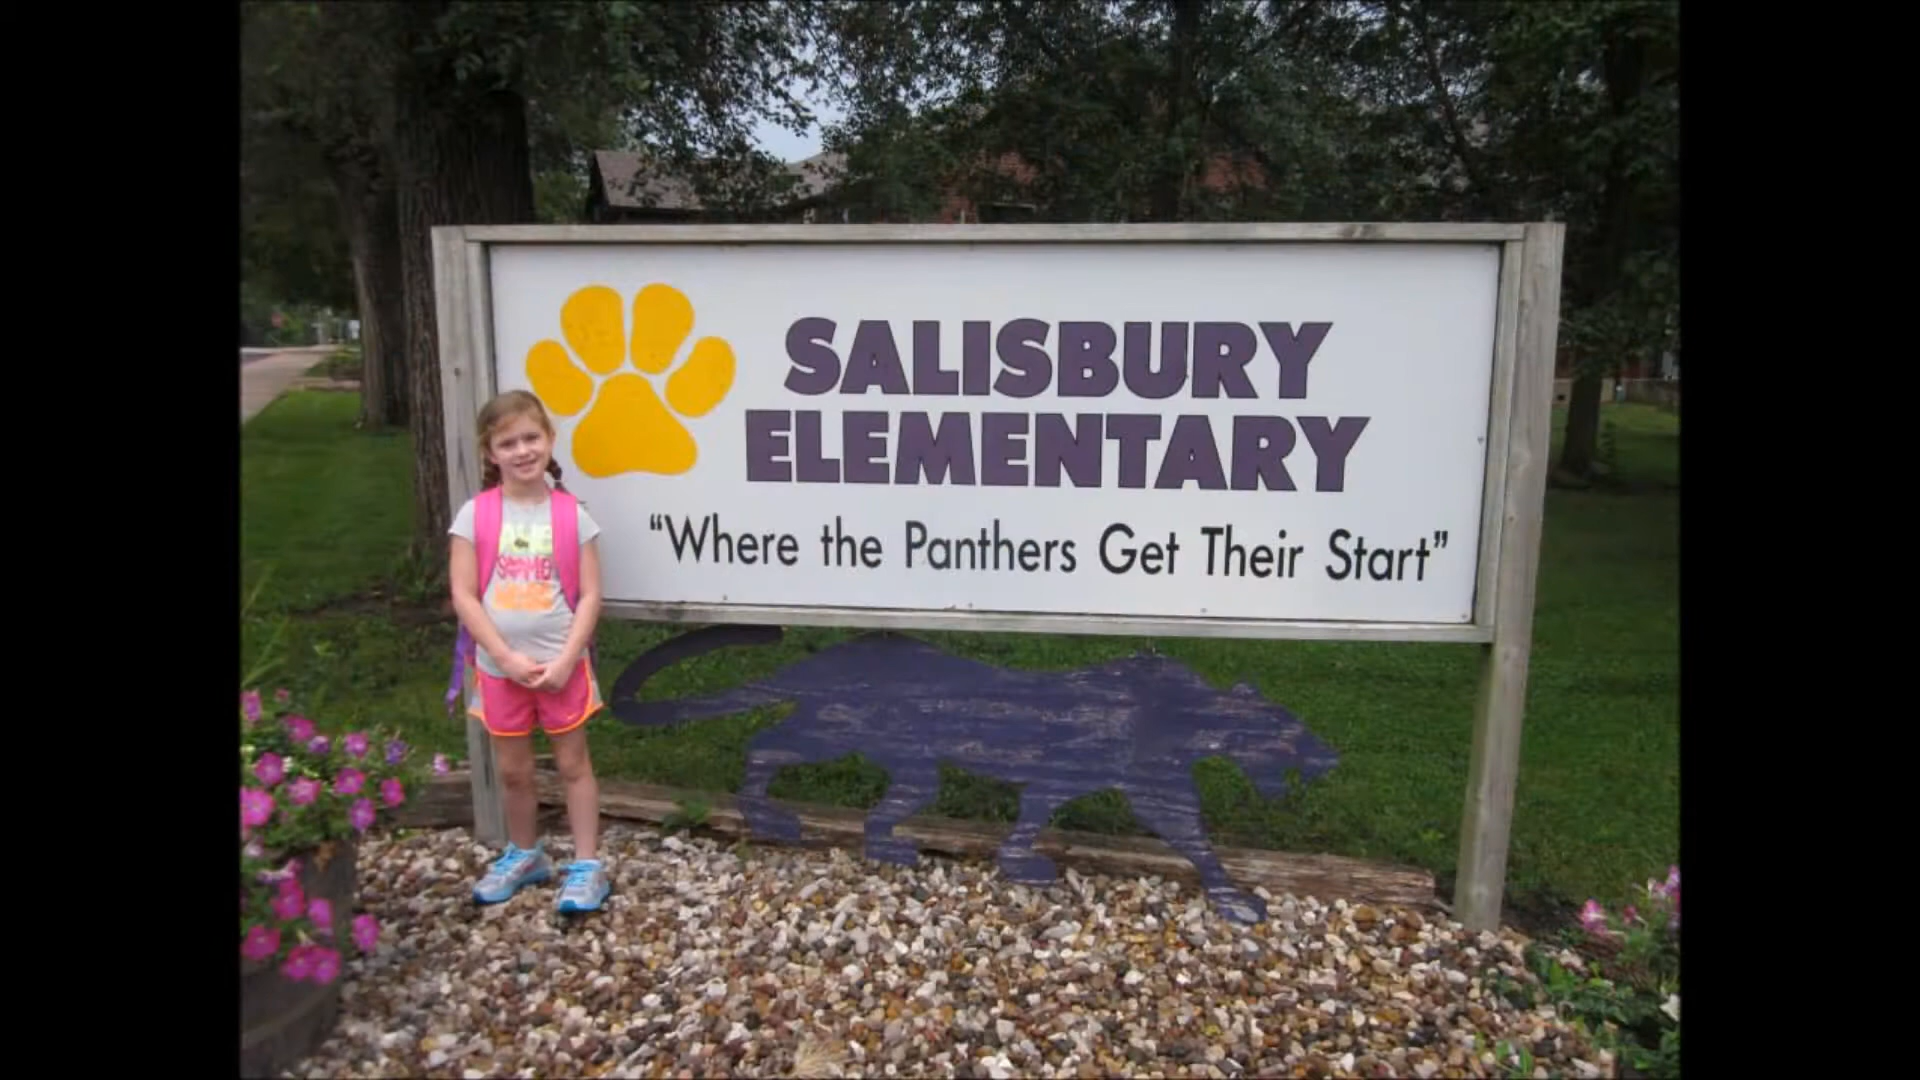 SALISBURY
ELEMENTARY
“Where the Panthers Get Their Start”